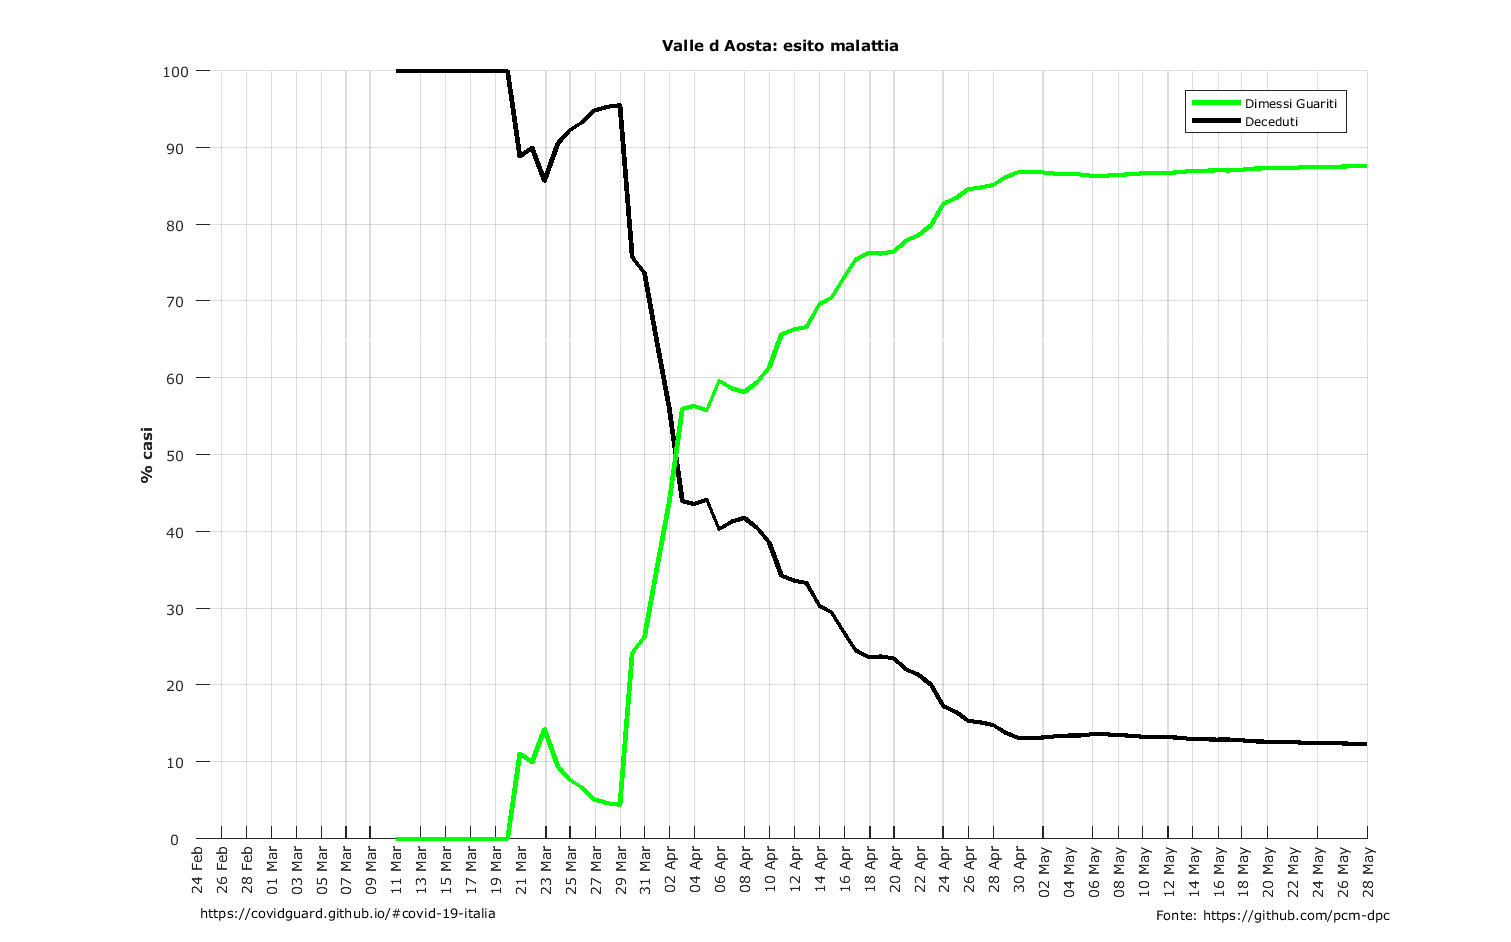 Valle d Aosta: esito malattia
Dimessi Guariti
Deceduti
% casi
100
90
80
70
60
50
40
30
20
10
0
24 Feb
26 Feb
28 Feb
01 Mar
03 Mar
05 Mar
07 Mar
09 Mar
11 Mar
13 Mar
15 Mar
17 Mar
19 Mar
21 Mar
23 Mar
25 Mar
27 Mar
29 Mar
31 Mar
02 Apr
04 Apr
06 Apr
08 Apr
10 Apr
12 Apr
14 Apr
16 Apr
18 Apr
20 Apr
22 Apr
24 Apr
26 Apr
28 Apr
30 Apr
02 May
04 May
06 May
08 May
10 May
12 May
14 May
16 May
18 May
20 May
22 May
24 May
26 May
28 May
https://covidguard.github.io/#covid-19-italia
Fonte: https://github.com/pcm-dpc